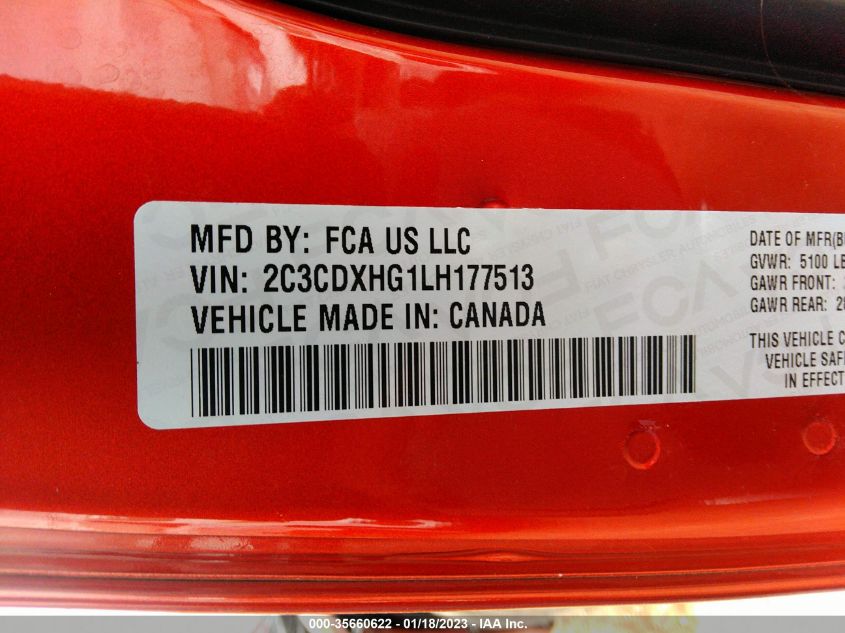 MFD BY: FCA US LLC
VIN: 2C3CDXHG1LH177513
VEHICLE MADE IN: CANADA
DATE OF MFR
GVWR: 5100 LB
GAWR FRONT:
GAWR REAR:
THIS VEHICLE
VEHICLE
IN EFFECT
000-35660622 - 01/18/2023 - IAA Inc.